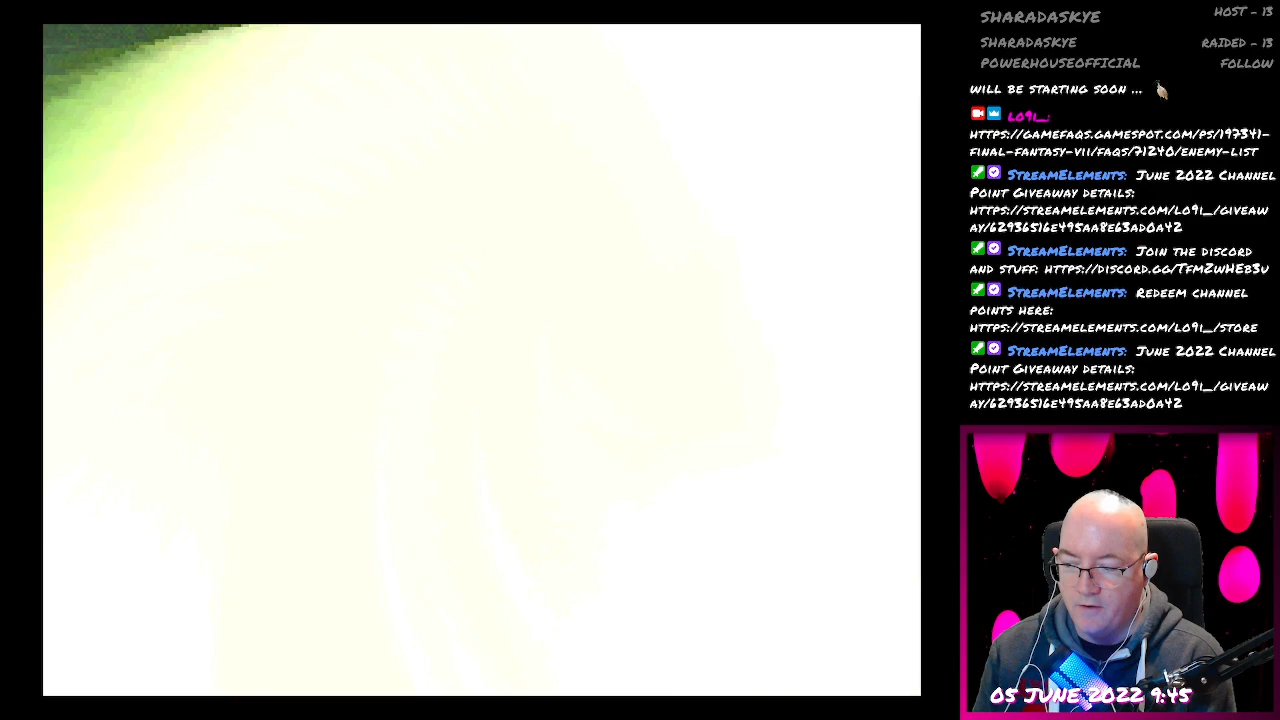 SHARADASKYE HOST - 13
SHARADASKYE RAIDED - 13
POWERHOUSEOFFICIAL FOLLOW
WILL BE STARTING SOON ...
LO9I_:
HTTPS://GAMEFAQS.GAMESPOT.COM/PS/197341-
FINAL-FANTASY-VII/FAQS/71240/ENEMY-LIST
STREAMELEMENTS: JUNE 2022 CHANNEL
POINT GIVEAWAY DETAILS:
HTTPS://STREAMELEMENTS.COM/LO9I_/GIVEAW
AY/62936516E495AA8E63AD0A42
STREAMELEMENTS: JOIN THE DISCORD
AND STUFF: HTTPS://DISCORD.GG/TFMZWHE83U
STREAMELEMENTS: REDEEM CHANNEL
POINTS HERE:
HTTPS://STREAMELEMENTS.COM/LO9I_/STORE
STREAMELEMENTS: JUNE 2022 CHANNEL
POINT GIVEAWAY DETAILS:
HTTPS://STREAMELEMENTS.COM/LO9I_/GIVEAW
AY/62936516E495AA8E63AD0A42
05 JUNE 2022 9:45